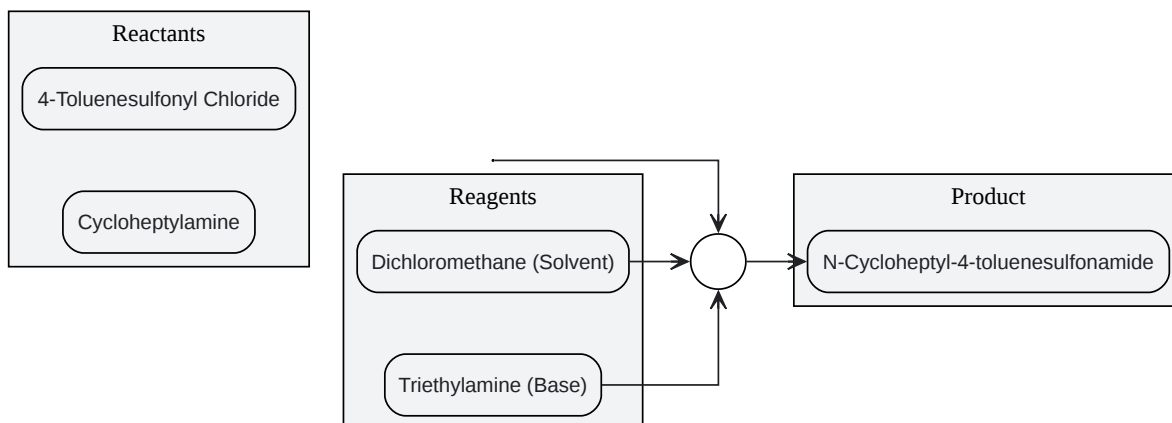 Reactants
4-Toluenesulfonyl Chloride
Cycloheptylamine
Reagents
Dichloromethane (Solvent)
Triethylamine (Base)
Product
N-Cycloheptyl-4-toluenesulfonamide